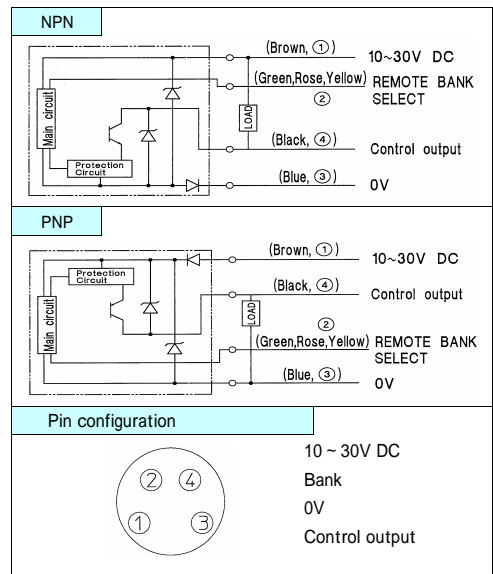 NPN
(Brown, ①)
10~30V DC
(Green,Rose,Yellow)
②
REMOTE BANK
SELECT
Main circuit
LOAD
(Black, ④)
Control output
Protection
Circuit
(Blue, ③)
0V
PNP
(Brown, ①)
10~30V DC
Protection
Circuit
(Black, ④)
Control output
Main circuit
LOAD
②
(Green,Rose,Yellow)
REMOTE BANK
SELECT
(Blue, ③)
0V
Pin configuration
② ④
① ③
10 ~ 30V DC
Bank
0V
Control output